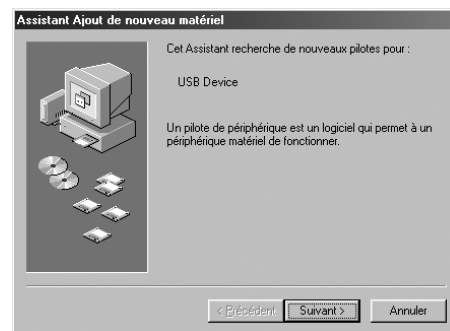 Assistant Ajout de nouveau matériel
Cet Assistant recherche de nouveaux pilotes pour :
USB Device
Un pilote de périphérique est un logiciel qui permet à un
périphérique matériel de fonctionner.
< Précédent
Suivant >
Annuler